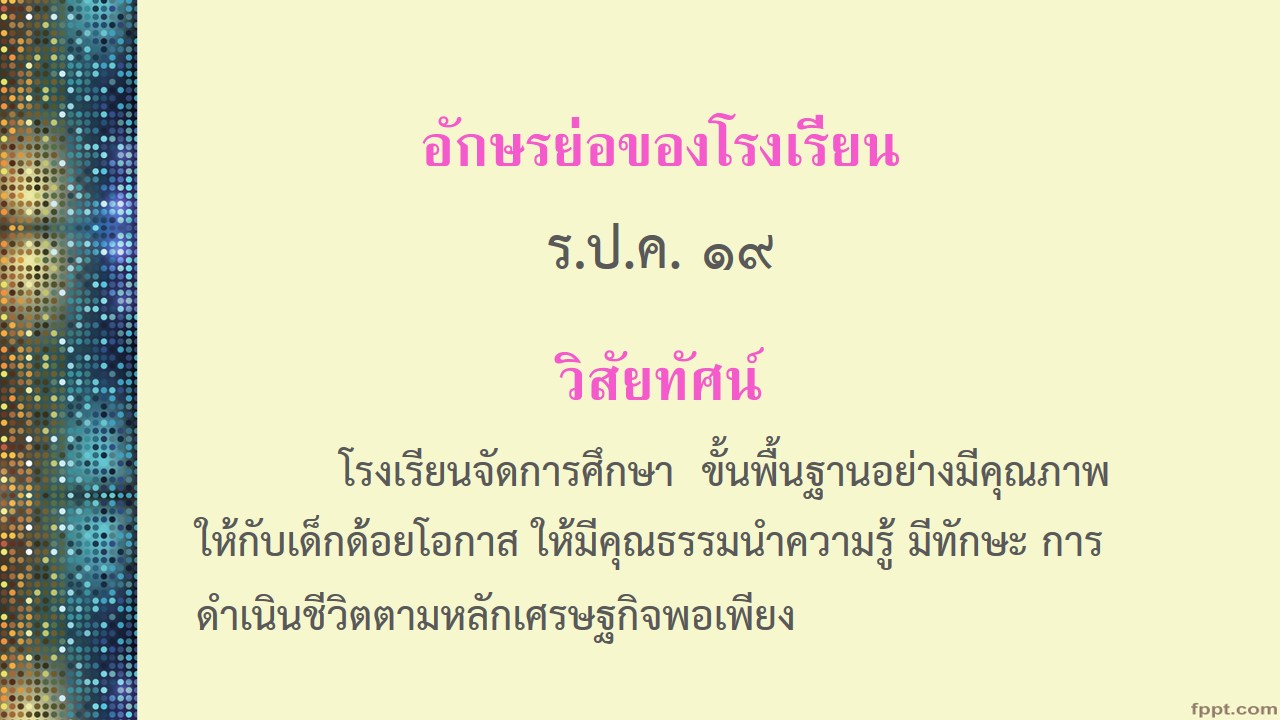 อักษรย่อของโรงเรียน
ร.ป.ค. ๑๙
วิสัยทัศน์
โรงเรียนจัดการศึกษา ขั้นพื้นฐานอย่างมีคุณภาพ
ให้กับเด็กด้อยโอกาส ให้มีคุณธรรมนำความรู้ มีทักษะ การ
ดำเนินชีวิตตามหลักเศรษฐกิจพอเพียง
fppt.com